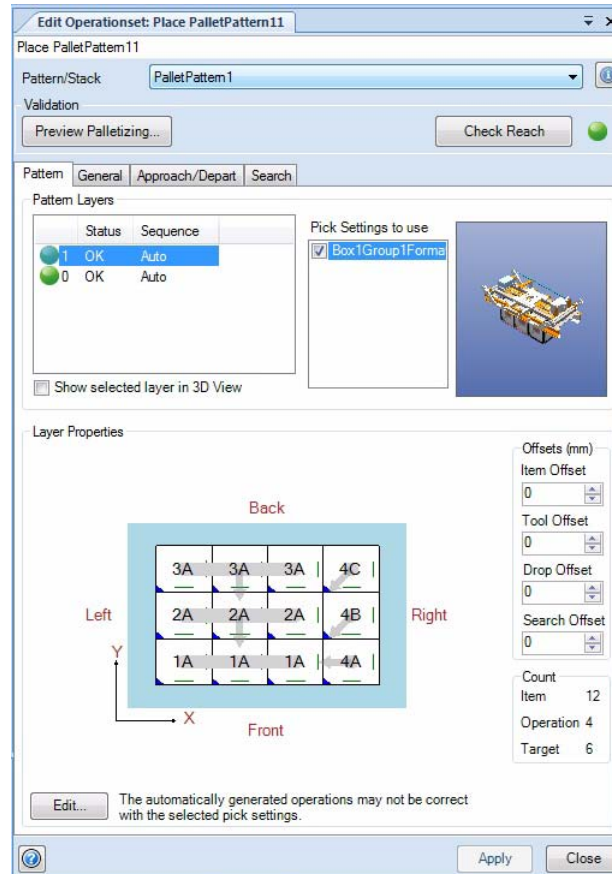 Edit Operationset: Place PalletPattern11
Place PalletPattern11
Pattern/Stack PalletPattern1
Validation
Preview Palletizing... Check Reach
Pattern General Approach/Depart Search
Pattern Layers
Status Sequence
1 OK Auto
0 OK Auto
Show selected layer in 3D View
Pick Settings to use
Box1Group1Forma
Layer Properties
Back
3A 3A 3A 4C
Left 2A 2A 2A 4B Right
1A 1A 1A 4A
Y
X
Front
Offsets (mm)
Item Offset
0
Tool Offset
0
Drop Offset
0
Search Offset
0
Count
Item 12
Operation 4
Target 6
Edit...
The automatically generated operations may not be correct
with the selected pick settings.
Apply Close